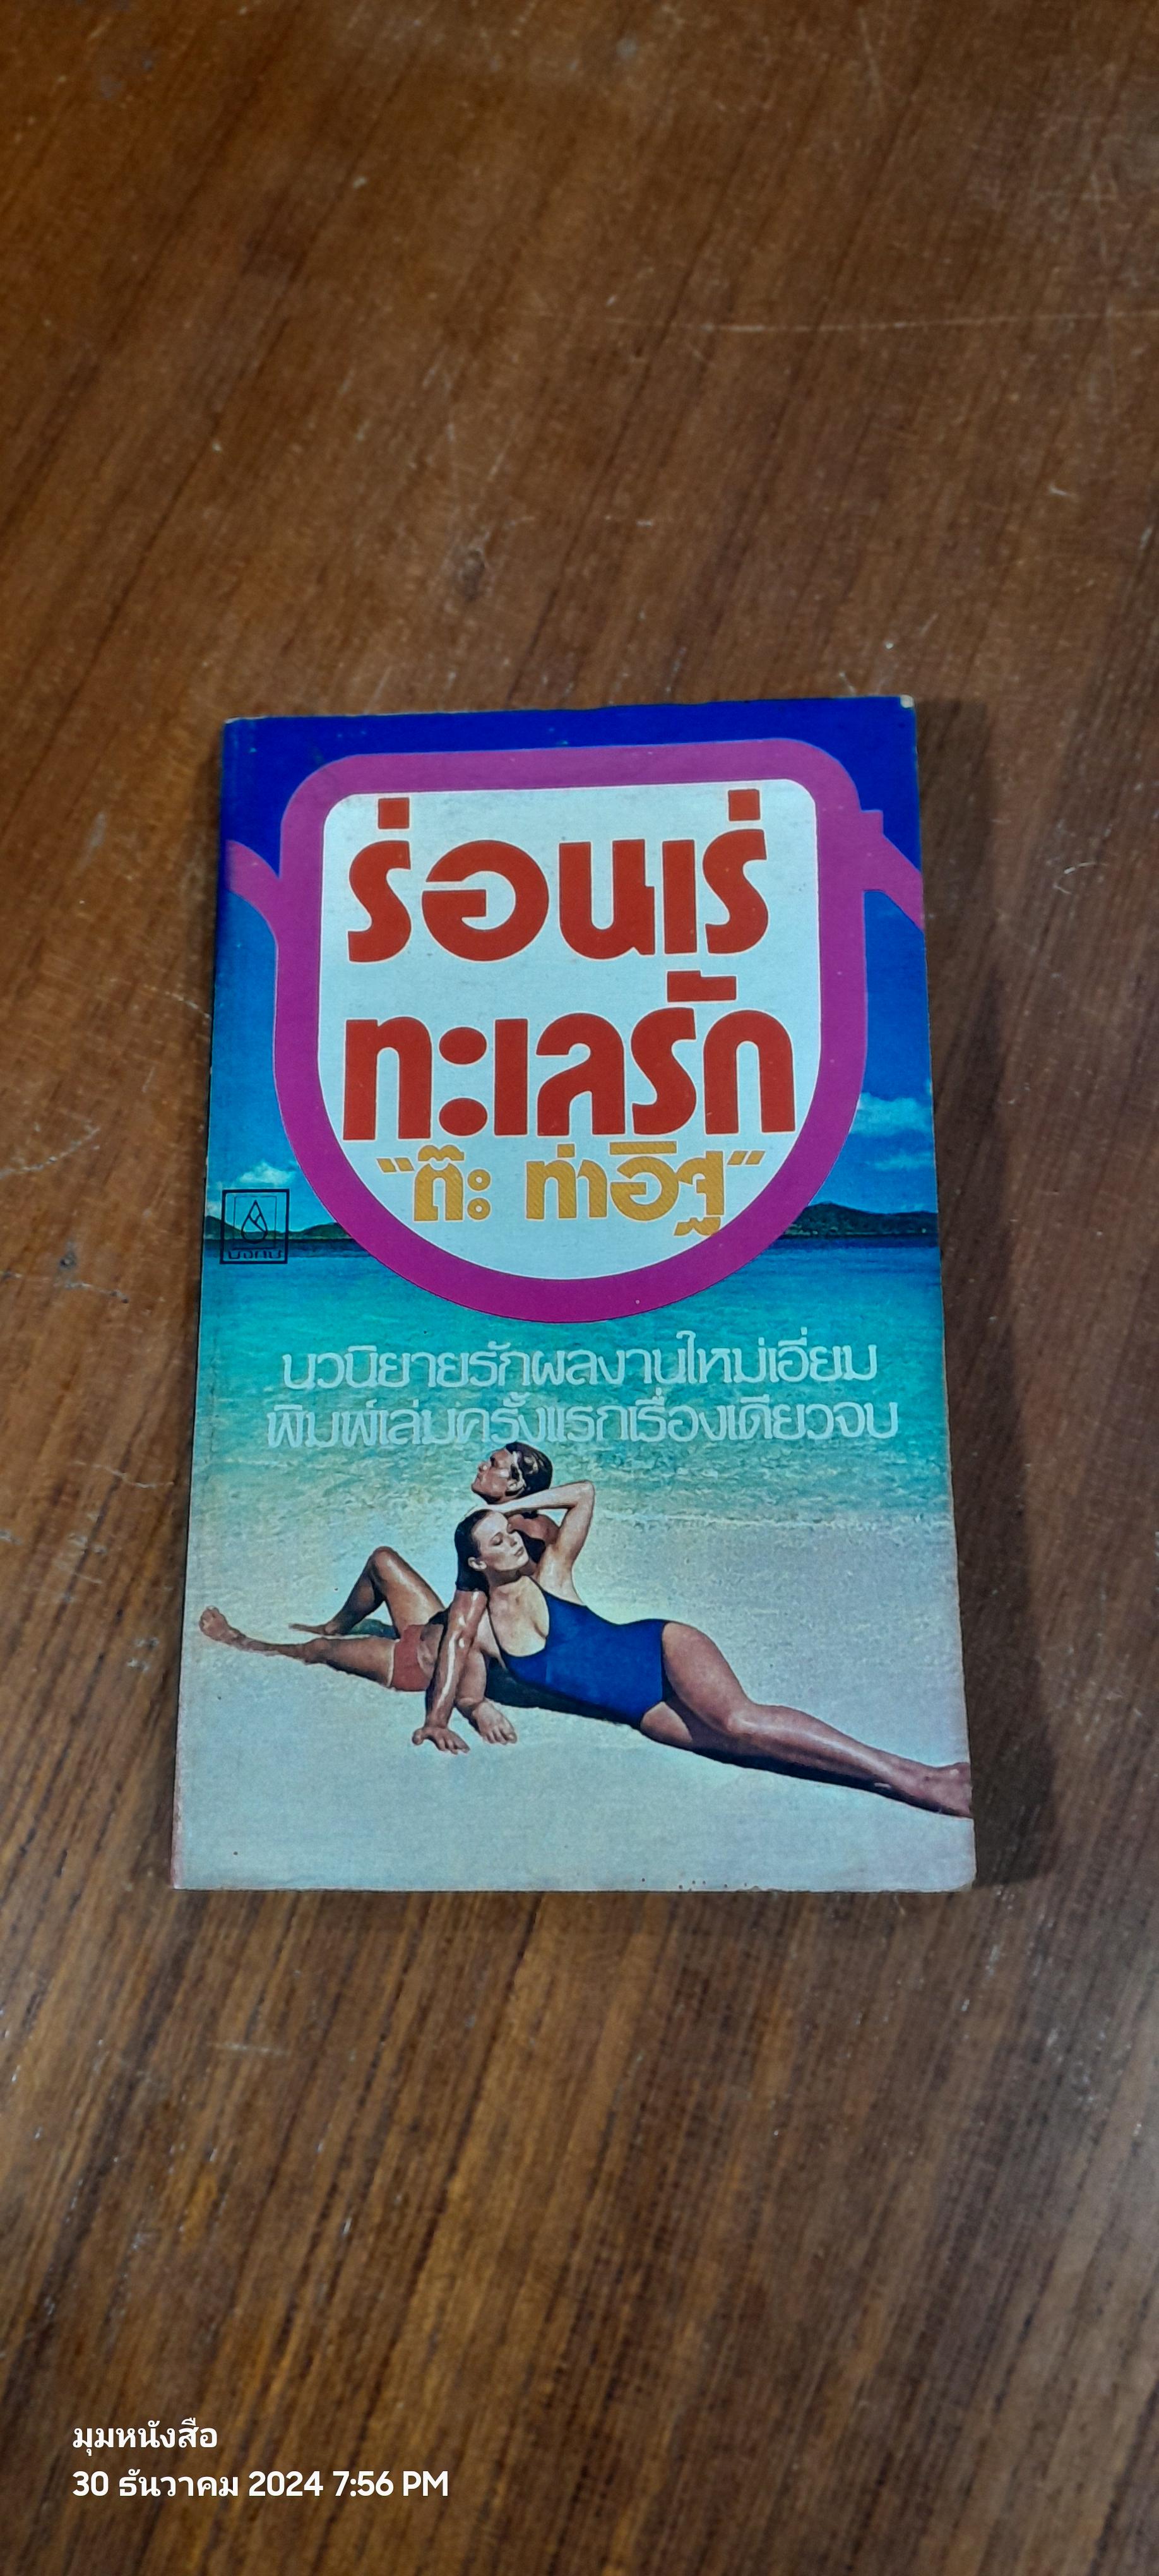 ร่อนเร่
ทะเลรัก
"ต๊ะ ท่าอิฐ"
นวนิยายรักผลงานใหม่เอี่ยม
พิมพ์เล่มครั้งแรกเรื่องเดียวจบ
มุมหนังสือ
30 ธันวาคม 2024 7:56 PM